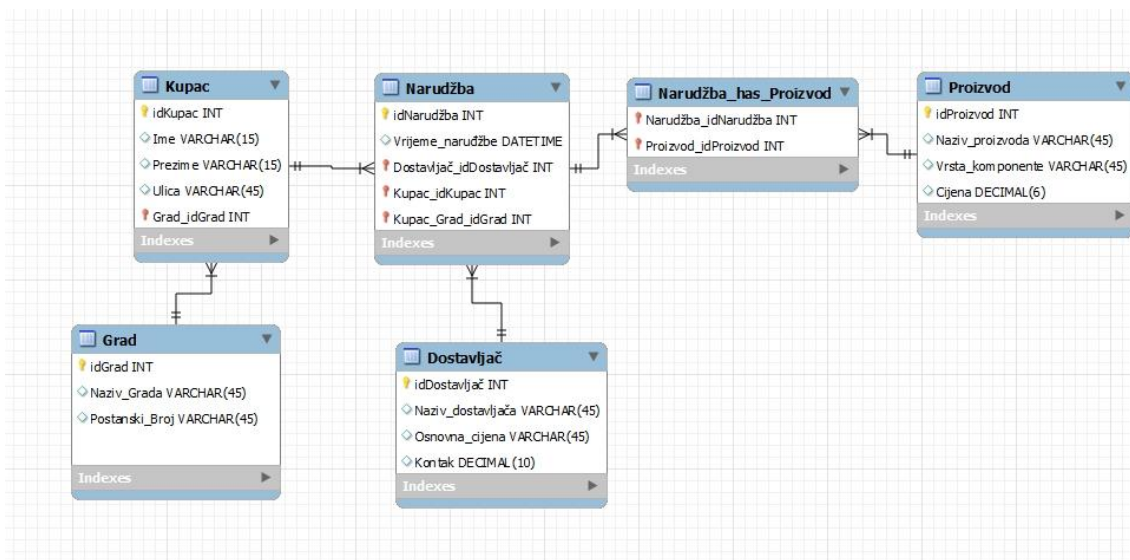 Kupac
idKupac INT
Ime VARCHAR(15)
Prezime VARCHAR(15)
Ulica VARCHAR(45)
Grad_idGrad INT
Indexes
Narudžba
idNarudžba INT
Vrijeme_naruđžbe DATETIME
Dostavljač_idDostavljač INT
Kupac_idKupac INT
Kupac_Grad_idGrad INT
Indexes
Narudžba_has_Proizvod
Narudžba_idNarudžba INT
Proizvod_idProizvod INT
Indexes
Proizvod
idProizvod INT
Naziv_proizvoda VARCHAR(45)
Vrsta_komponente VARCHAR(45)
Cijena DECIMAL(6)
Indexes
Grad
idGrad INT
Naziv_Grada VARCHAR(45)
Postanski_Broj VARCHAR(45)
Indexes
Dostavljač
idDostavljač INT
Naziv_dostavljača VARCHAR(45)
Osnovna_cijena VARCHAR(45)
Kontak DECIMAL(10)
Indexes